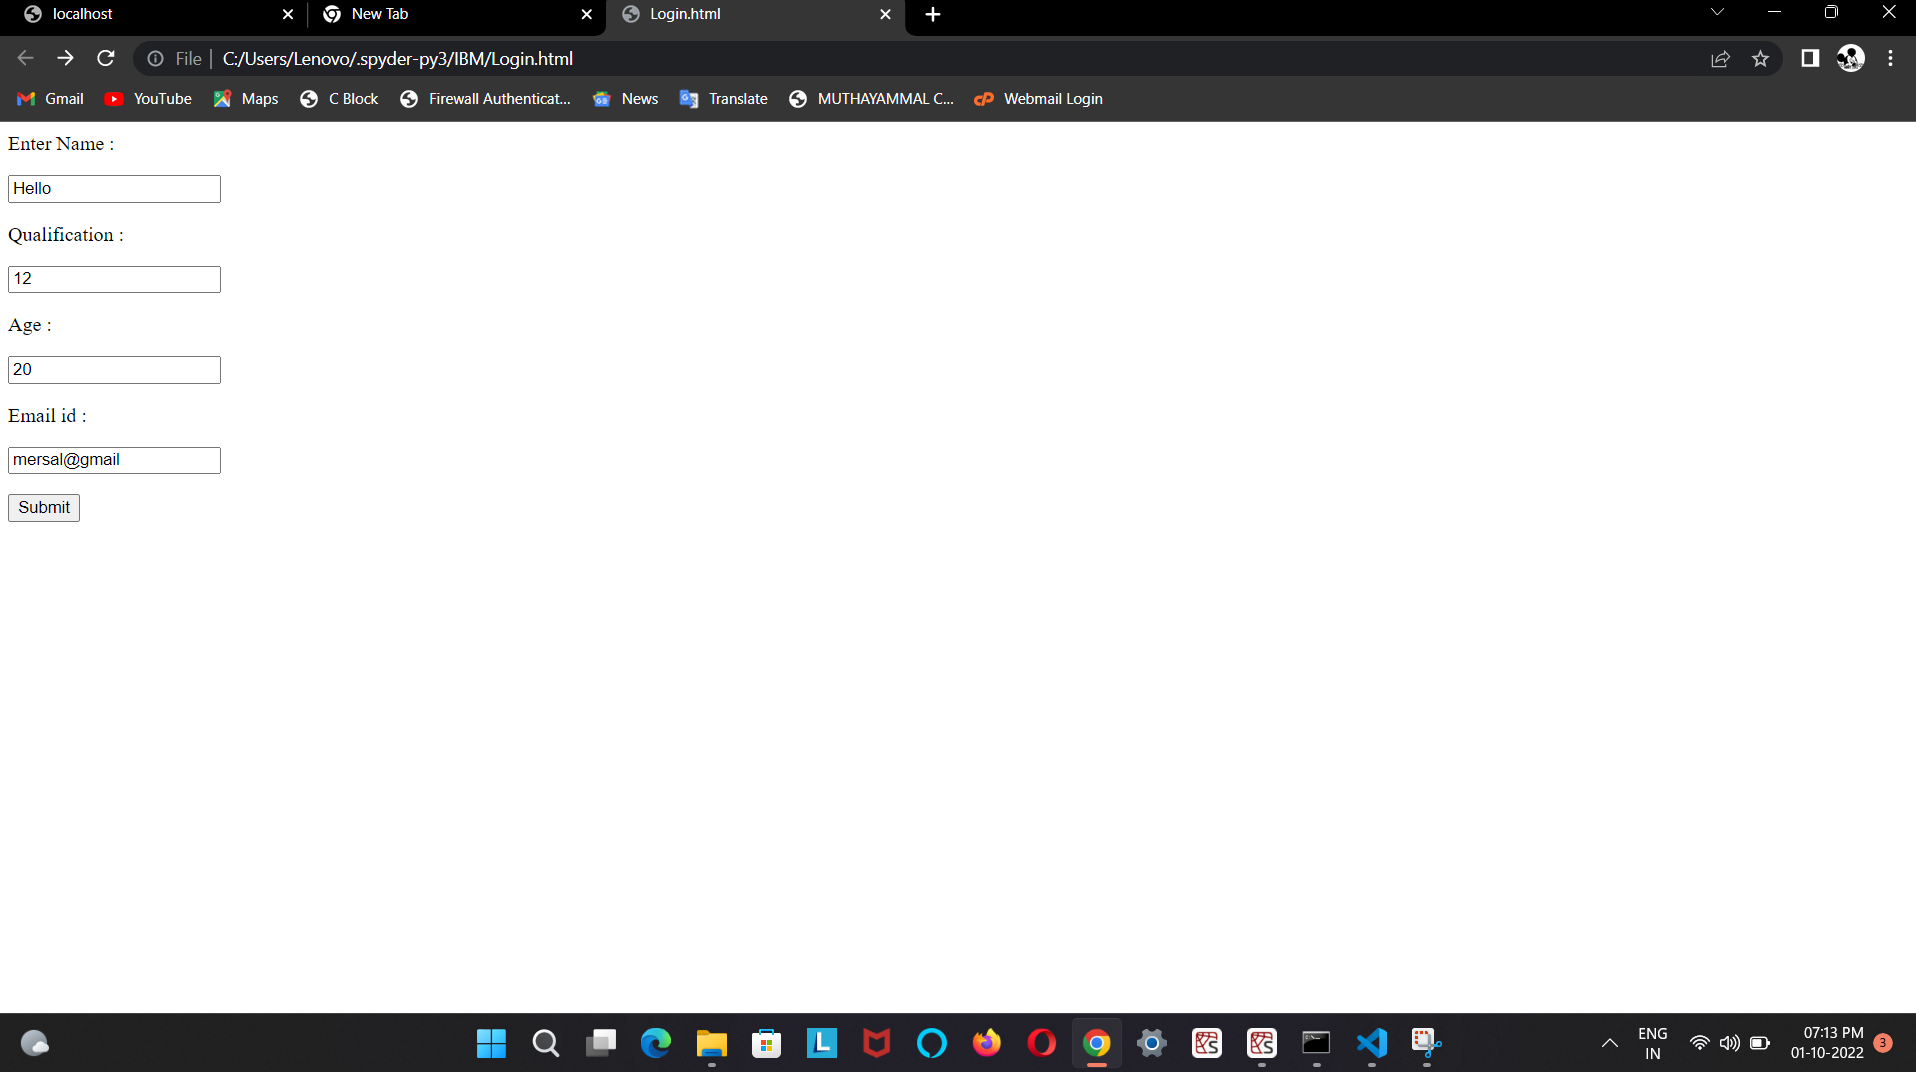 localhost
New Tab
Login.html
File
C:/Users/Lenovo/.spyder-py3/IBM/Login.html
Gmail
YouTube
Maps
C Block
Firewall Authenticat...
News
Translate
MUTHAYAMMAL C...
Webmail Login
Enter Name :
Hello
Qualification :
12
Age :
20
Email id :
mersal@gmail
Submit
ENG
IN
07:13 PM
01-10-2022
3